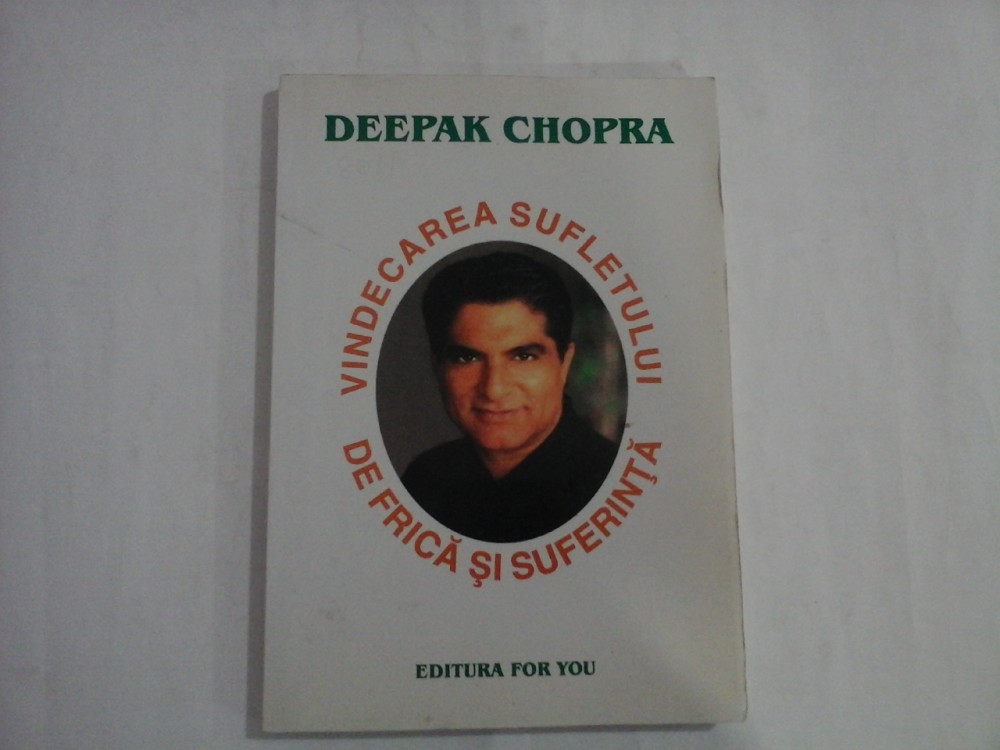 DEEPAK CHOPRA
VINDECAREA SUFLETULUI
DE FRICĂ ŞI SUFERINŢĂ
EDITURA FOR YOU